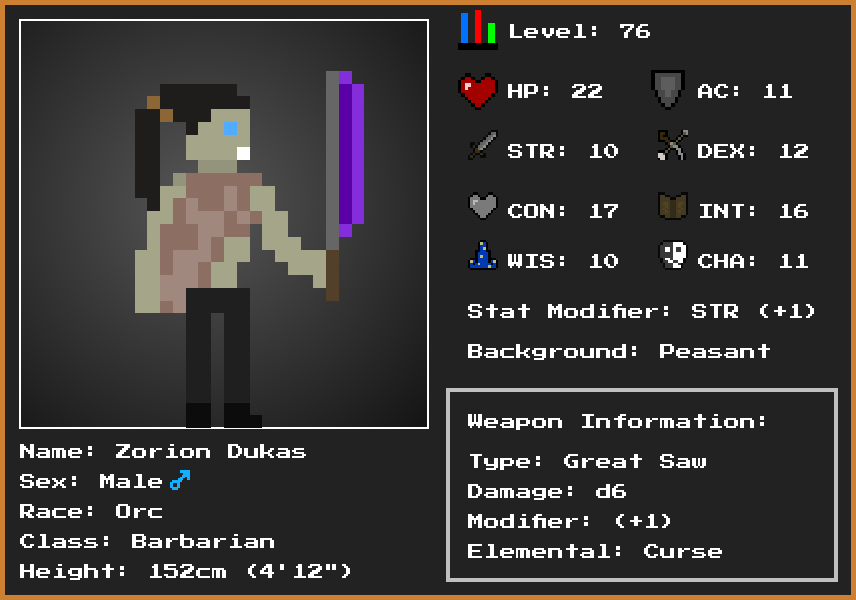 Level: 76
HP: 22
AC: 11
STR: 10
DEX: 12
CON: 17
INT: 16
WIS: 10
CHA: 11
Stat Modifier: STR (+1)
Background: Peasant
Weapon Information:
Type: Great Saw
Damage: d6
Modifier: (+1)
Elemental: Curse
Name: Zorion Dukas
Sex: Male♂
Race: Orc
Class: Barbarian
Height: 152cm (4'12")